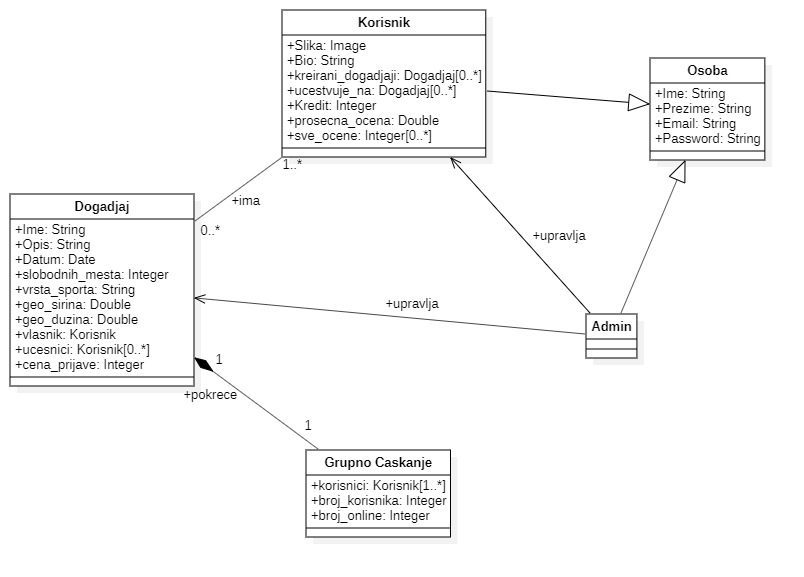 Korisnik
+Slika: Image
+Bio: String
+kreirani_dogadjaji: Dogadjaj[0..*]
+ucestvuje_na: Dogadjaj[0..*]
+Kredit: Integer
+prosecna_ocena: Double
+sve_ocene: Integer[0..*]
Osoba
+Ime: String
+Prezime: String
+Email: String
+Password: String
1..*
+ima
0..*
Dogadjaj
+Ime: String
+Opis: String
+Datum: Date
+slobodnih_mesta: Integer
+vrsta_sporta: String
+geo_sirina: Double
+geo_duzina: Double
+vlasnik: Korisnik
+ucesnici: Korisnik[0..*]
+cena_prijave: Integer
+upravlja
+upravlja
Admin
1
+pokrece
1
Grupno Caskanje
+korisnici: Korisnik[1..*]
+broj_korisnika: Integer
+broj_online: Integer